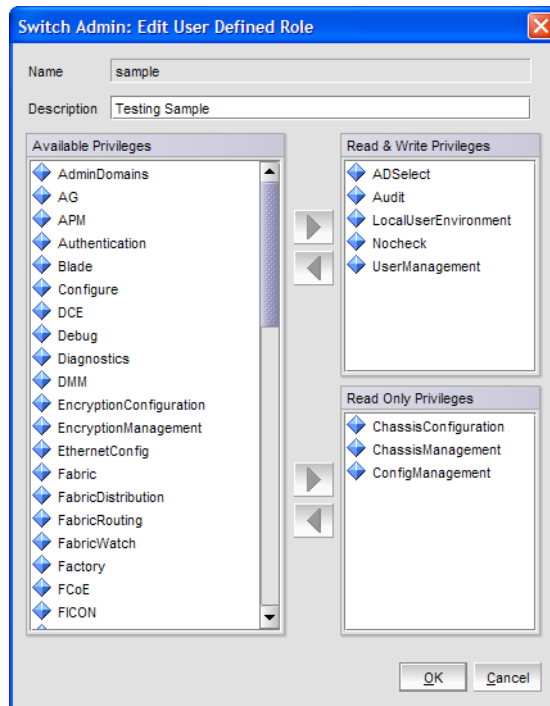 Switch Admin: Edit User Defined Role
Name sample
Description Testing Sample
Available Privileges
AdminDomains
AG
APM
Authentication
Blade
Configure
DCE
Debug
Diagnostics
DMM
EncryptionConfiguration
EncryptionManagement
EthernetConfig
Fabric
FabricDistribution
FabricRouting
FabricWatch
Factory
FCoE
FICON
Read & Write Privileges
ADSelect
Audit
LocalUserEnvironment
Nocheck
UserManagement
Read Only Privileges
ChassisConfiguration
ChassisManagement
ConfigManagement
OK Cancel